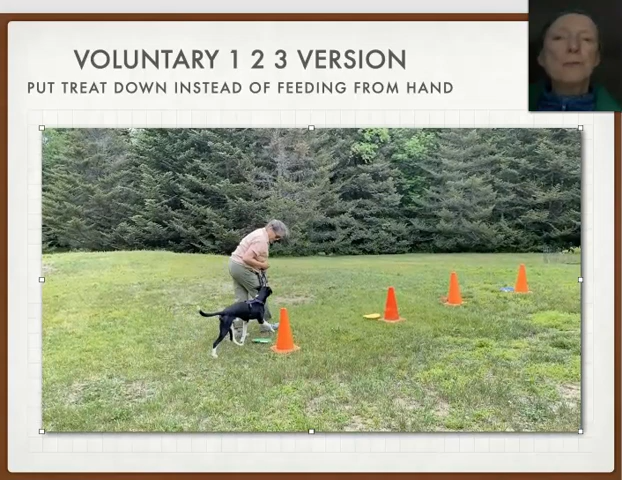 VOLUNTARY 1 2 3 VERSION
PUT TREAT DOWN INSTEAD OF FEEDING FROM HAND